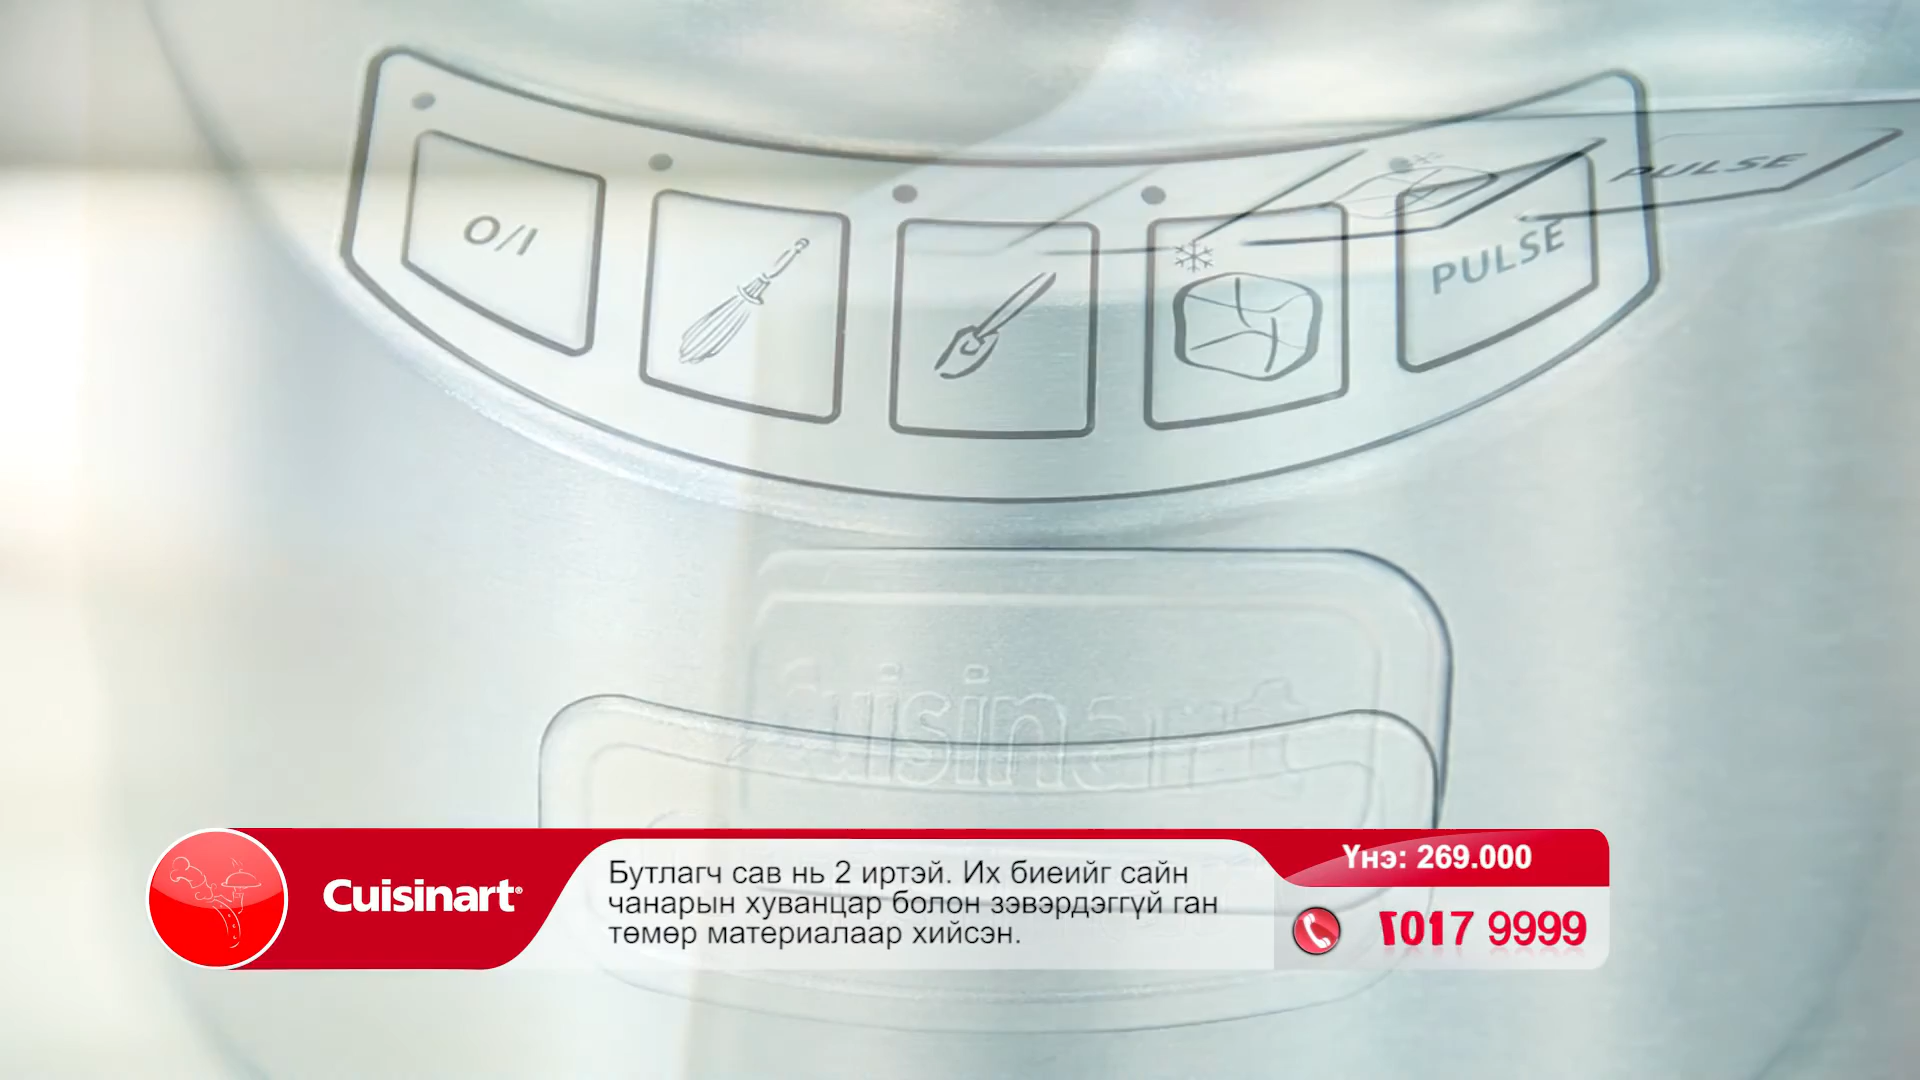 O/I
PULSE
PULSE
Cuisinart
Cuisinart®
Бутлагч сав нь 2 иртэй. Их биеийг сайн
чанарын хуванцар болон зэвэрдэггүй ган
төмөр материалаар хийсэн.
Үнэ: 269.000
7017 9999